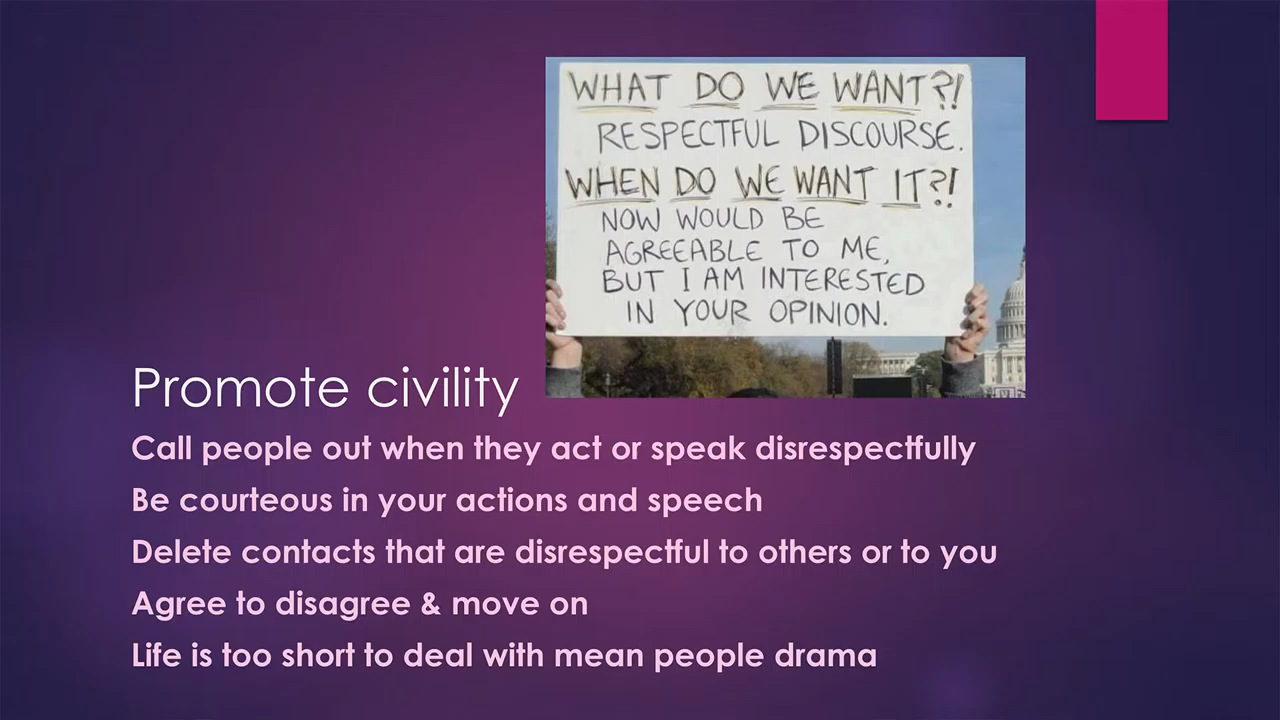 WHAT DO WE WANT?!
RESPECTFUL DISCOURSE.
WHEN DO WE WANT IT?!
NOW WOULD BE
AGREEABLE TO ME,
BUT I AM INTERESTED
IN YOUR OPINION.
Promote civility
Call people out when they act or speak disrespectfully
Be courteous in your actions and speech
Delete contacts that are disrespectful to others or to you
Agree to disagree & move on
Life is too short to deal with mean people drama